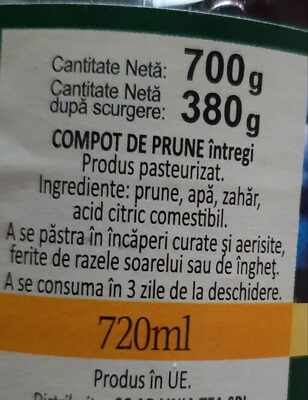 Cantitate Netă: 700g
Cantitate Netă
după scurgere: 380g
COMPOT DE PRUNE întregi
Produs pasteurizat.
Ingrediente: prune, apă, zahăr,
acid citric comestibil.
A se păstra în încăperi curate și aerisite,
ferite de razele soarelui sau de îngheț.
A se consuma în 3 zile de la deschidere.
720ml
Produs în UE.